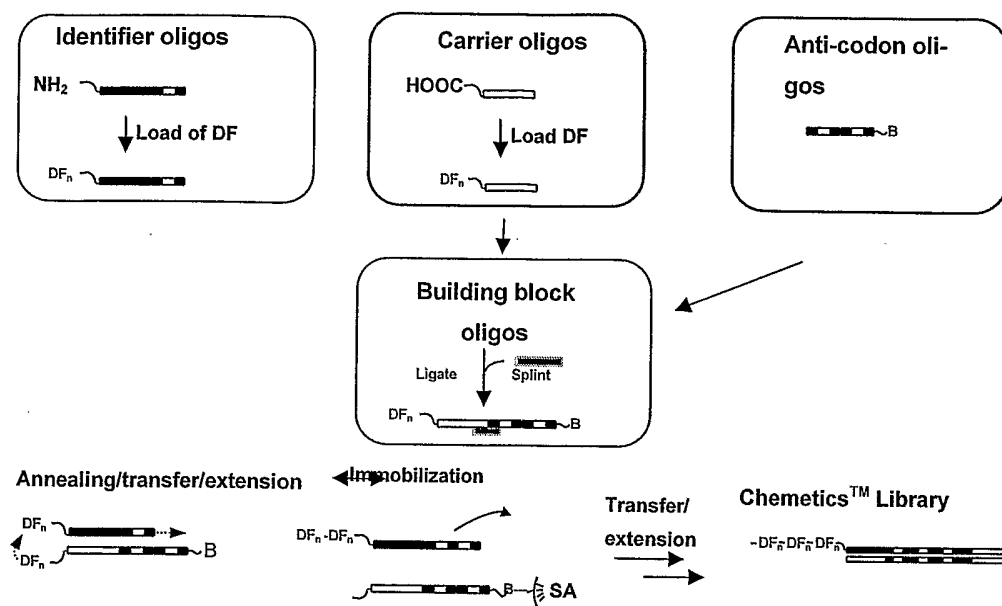 Identifier oligos
NH₂
Load of DF
DFₙ
Carrier oligos
HOOC
Load DF
DFₙ
Anti-codon oli-
gos
B
Building block
oligos
Ligate
Splint
DFₙ
B
Annealing/transfer/extension
DFₙ
DFₙ
B
Immobilization
DFₙ-DFₙ
B
SA
Transfer/
extension
Chemetics™ Library
-DFₙ-DFₙ-DFₙ